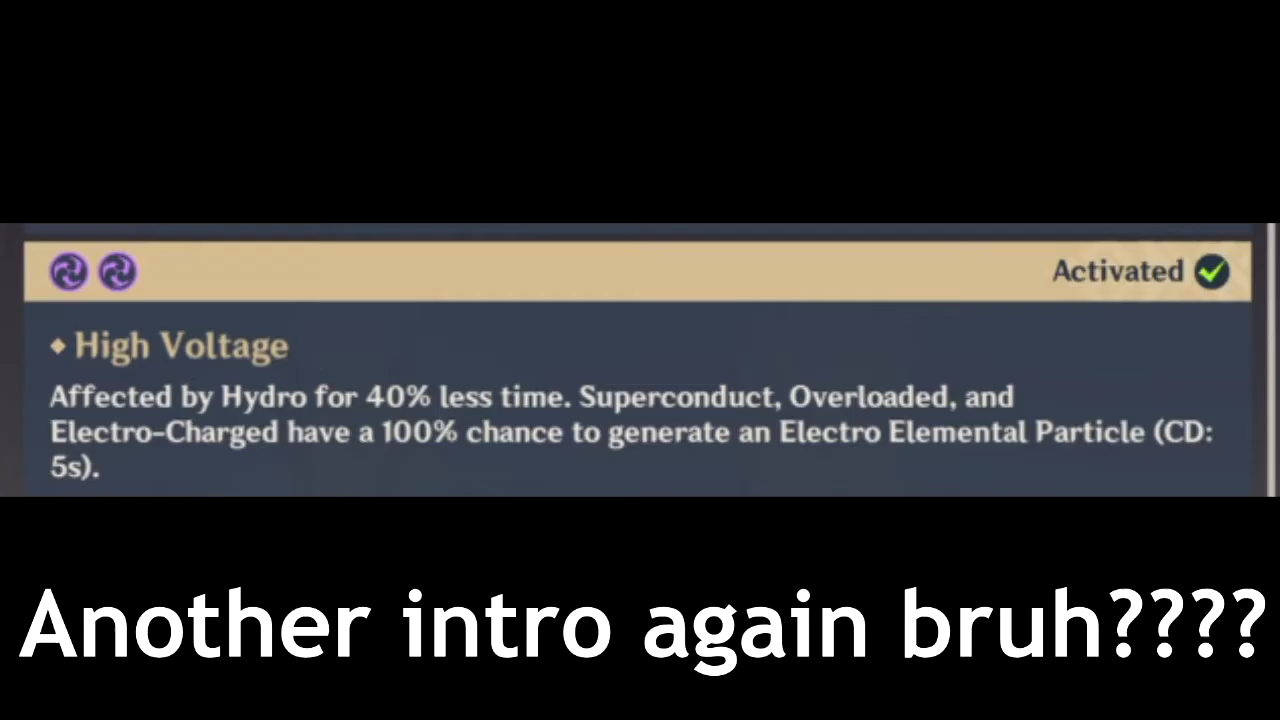 Activated
High Voltage
Affected by Hydro for 40% less time. Superconduct, Overloaded, and
Electro-Charged have a 100% chance to generate an Electro Elemental Particle (CD:
5s).
Another intro again bruh????